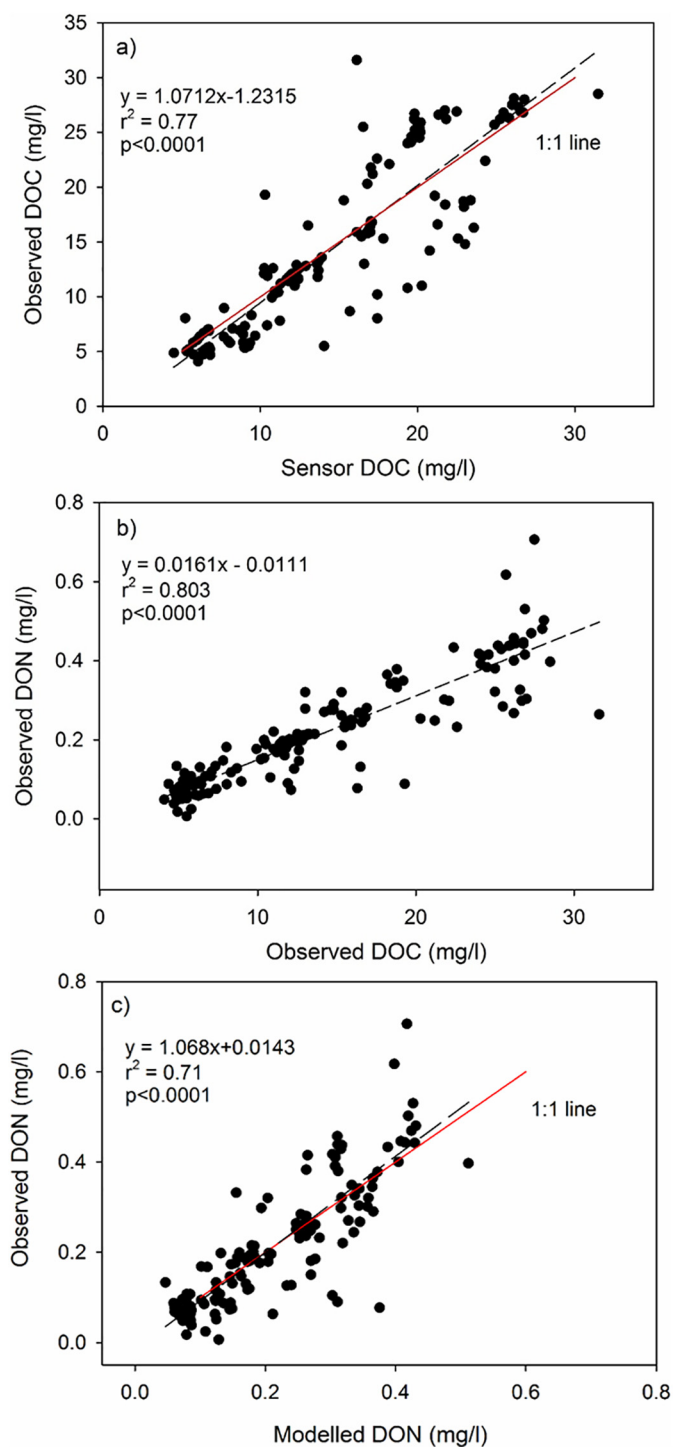 a)
y = 1.0712x-1.2315
r² = 0.77
p<0.0001
1:1 line
35
30
25
20
15
10
5
0
0 10 20 30
Observed DOC (mg/l)
Sensor DOC (mg/l)
b)
y = 0.0161x - 0.0111
r² = 0.803
p<0.0001
0.8
0.6
0.4
0.2
0.0
0 10 20 30
Observed DON (mg/l)
Observed DOC (mg/l)
c)
y = 1.068x+0.0143
r² = 0.71
p<0.0001
1:1 line
0.8
0.6
0.4
0.2
0.0
0.0 0.2 0.4 0.6 0.8
Observed DON (mg/l)
Modelled DON (mg/l)